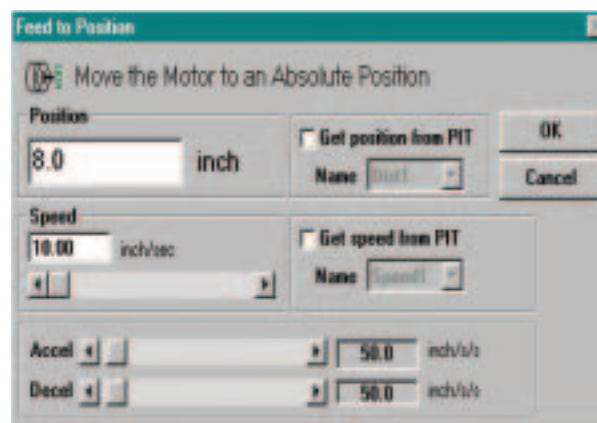 Feed to Position
Move the Motor to an Absolute Position
Position
8.0 inch
Get position from PIT
Name Dist1
OK
Cancel
Speed
10.00 inch/sec
Get speed from PIT
Name Speed1
Accel 50.0 inch/s/s
Decel 50.0 inch/s/s